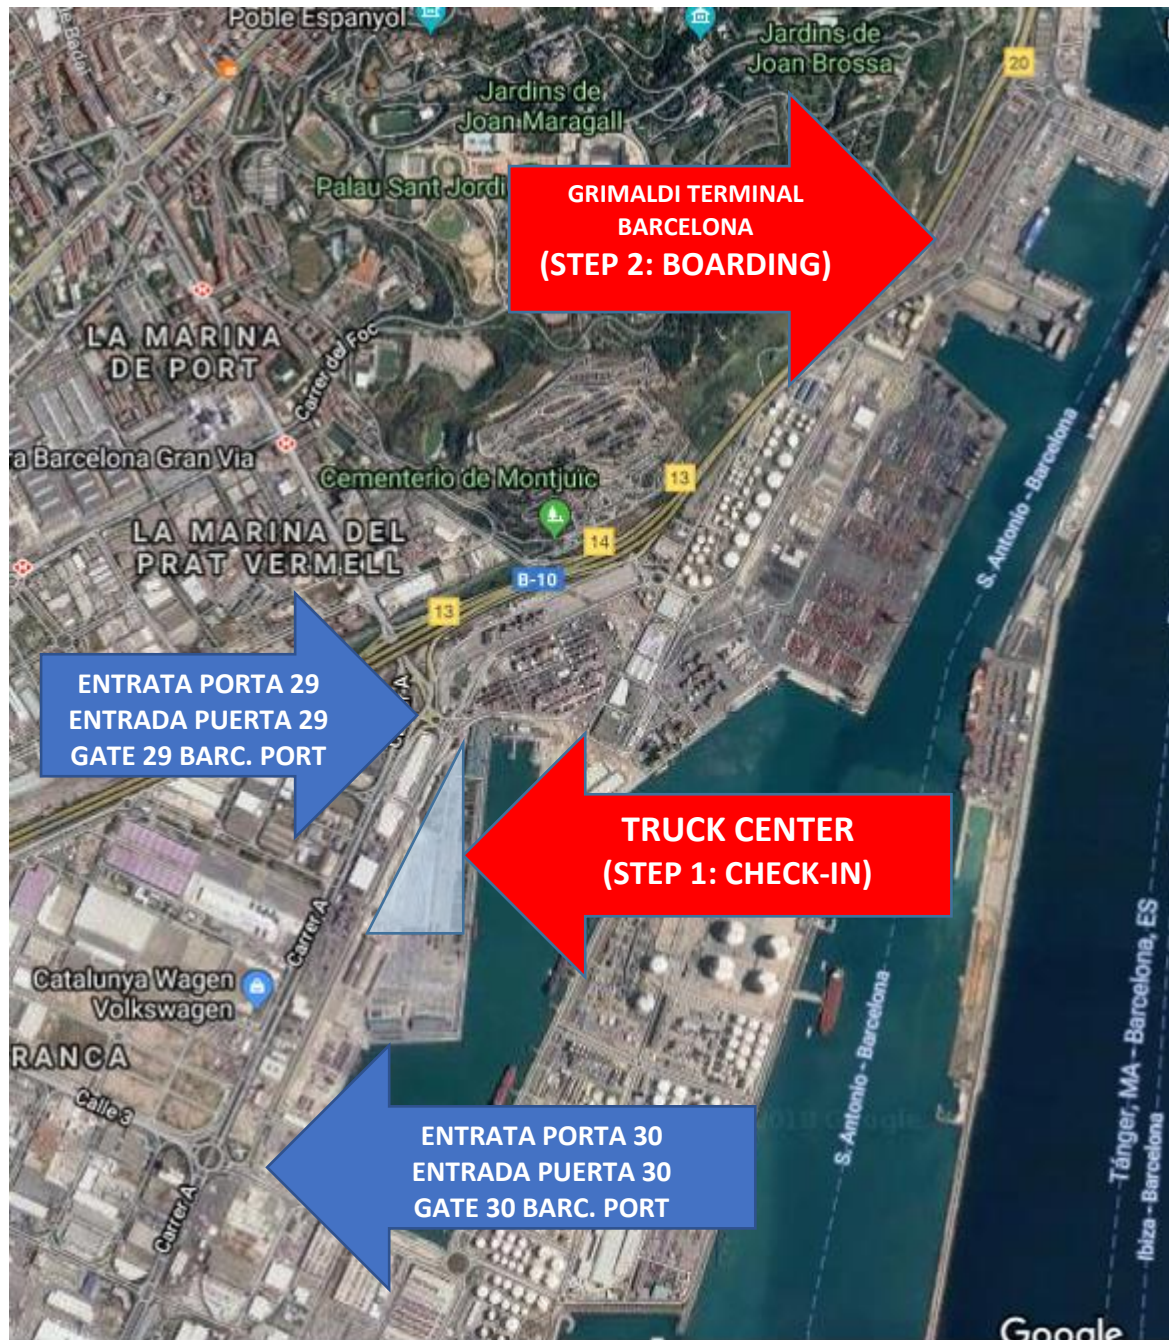 Poble Espanyol
Jardins de
Joan Brossa
20
Jardins de
Joan Maragall
Palau Sant Jordi
GRIMALDI TERMINAL
BARCELONA
(STEP 2: BOARDING)
LA MARINA
DE PORT
Carrer del Foc
a Barcelona Gran Via
Cementerio de Montjuïc
13
S. Antonio - Barcelona
LA MARINA DEL
PRAT VERMELL
14
B-10
13
ENTRATA PORTA 29
ENTRADA PUERTA 29
GATE 29 BARC. PORT
TRUCK CENTER
(STEP 1: CHECK-IN)
Carrer A
Catalunya Wagen
Volkswagen
RANCA
Calle 3
S. Antonio - Barcelona
Tánger, MA - Barcelona, ES
Ibiza - Barcelona
ENTRATA PORTA 30
ENTRADA PUERTA 30
GATE 30 BARC. PORT
Carrer A
Google